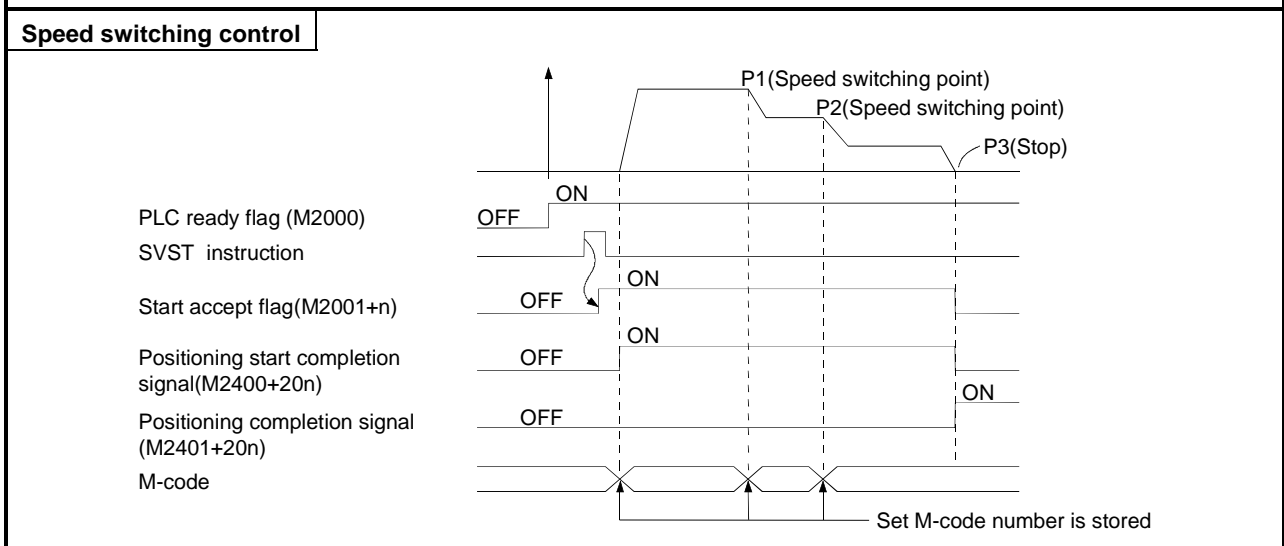 Speed switching control
P1(Speed switching point)
P2(Speed switching point)
P3(Stop)
ON
PLC ready flag (M2000)
OFF
SVST instruction
ON
Start accept flag(M2001+n)
OFF
ON
Positioning start completion
signal(M2400+20n)
OFF
ON
Positioning completion signal
(M2401+20n)
OFF
M-code
Set M-code number is stored